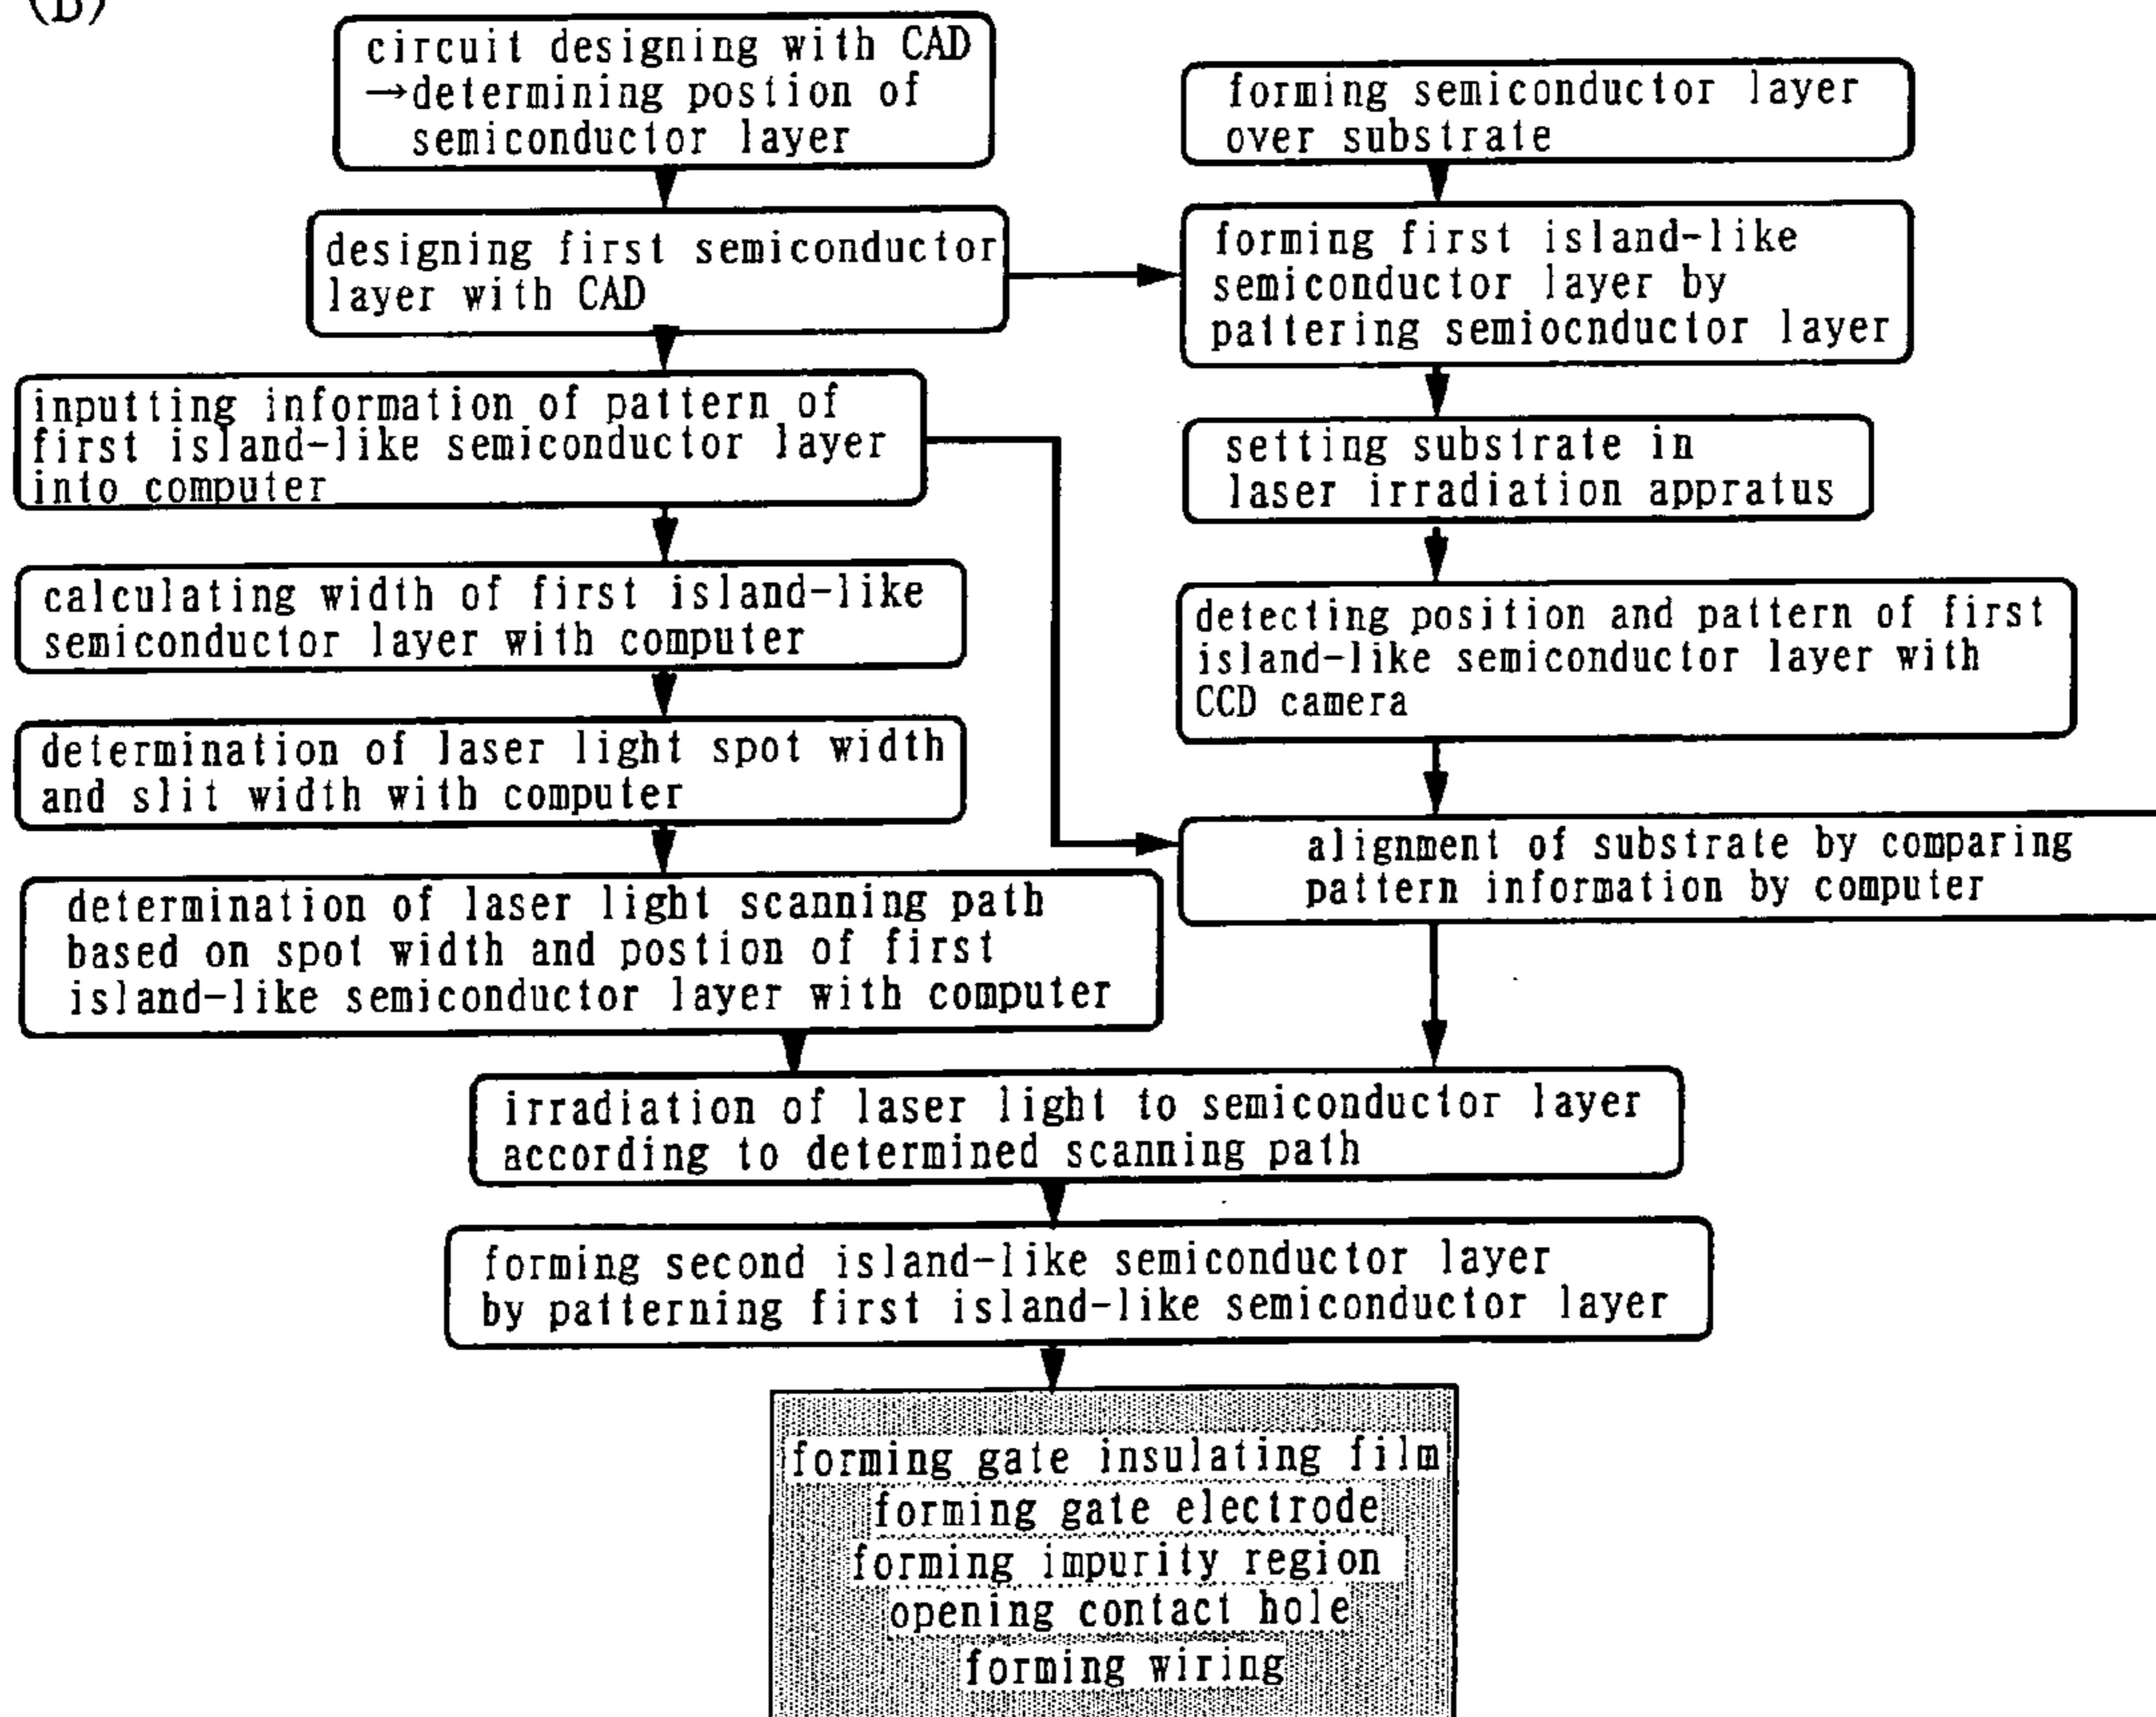 (B)
circuit designing with CAD
→determining postion of
semiconductor layer
designing first semiconductor
layer with CAD
inputting information of pattern of
first island-like semiconductor layer
into computer
calculating width of first island-like
semiconductor layer with computer
determination of laser light spot width
and slit width with computer
determination of laser light scanning path
based on spot width and postion of first
island-like semiconductor layer with computer
forming semiconductor layer
over substrate
forming first island-like
semiconductor layer by
pattering semiocnductor layer
setting substrate in
laser irradiation appratus
detecting position and pattern of first
island-like semiconductor layer with
CCD camera
alignment of substrate by comparing
pattern information by computer
irradiation of laser light to semiconductor layer
according to determined scanning path
forming second island-like semiconductor layer
by patterning first island-like semiconductor layer
forming gate insulating film
forming gate electrode
forming impurity region
opening contact hole
forming wiring